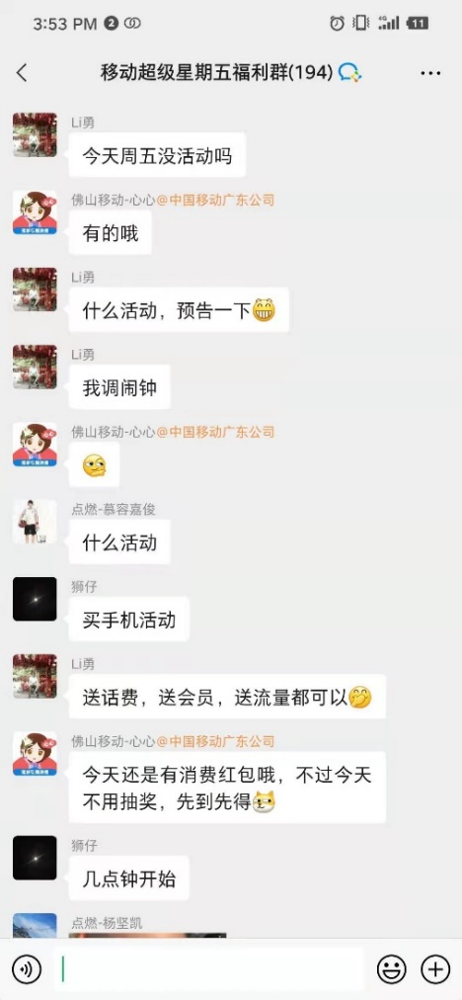 3:53 PM 2
4G 11
移动超级星期五福利群(194)
Li勇
今天周五没活动吗
佛山移动-心心@中国移动广东公司
有的哦
Li勇
什么活动，预告一下
Li勇
我调闹钟
佛山移动-心心@中国移动广东公司
点燃-慕容嘉俊
什么活动
狮仔
买手机活动
Li勇
送话费，送会员，送流量都可以
佛山移动-心心@中国移动广东公司
今天还是有消费红包哦，不过今天
不用抽奖，先到先得
狮仔
几点钟开始
点燃-杨坚凯